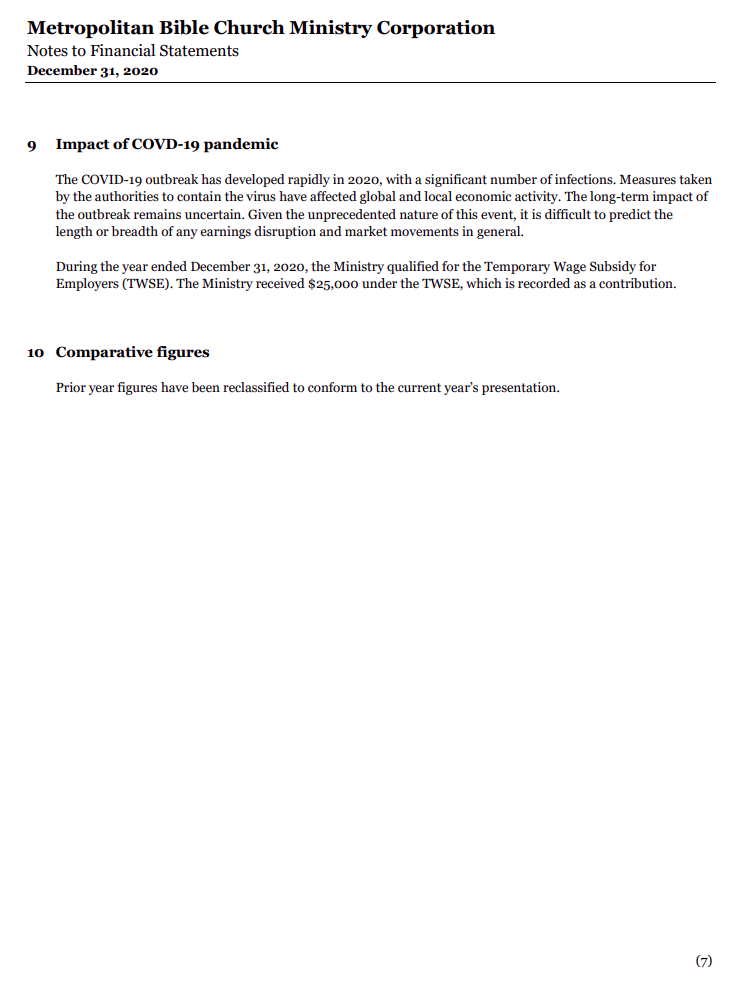 Metropolitan Bible Church Ministry Corporation
Notes to Financial Statements
December 31, 2020
9 Impact of COVD-19 pandemic
The COVID-19 outbreak has developed rapidly in 2020, with a significant number of infections. Measures taken
by the authorities to contain the virus have affected global and local economic activity. The long-term impact of
the outbreak remains uncertain. Given the unprecedented nature of this event, it is difficult to predict the
length or breadth of any earnings disruption and market movements in general.
During the year ended December 31, 2020, the Ministry qualified for the Temporary Wage Subsidy for
Employers (TWSE). The Ministry received $25,000 under the TWSE, which is recorded as a contribution.
10 Comparative figures
Prior year figures have been reclassified to conform to the current year's presentation.
(7)